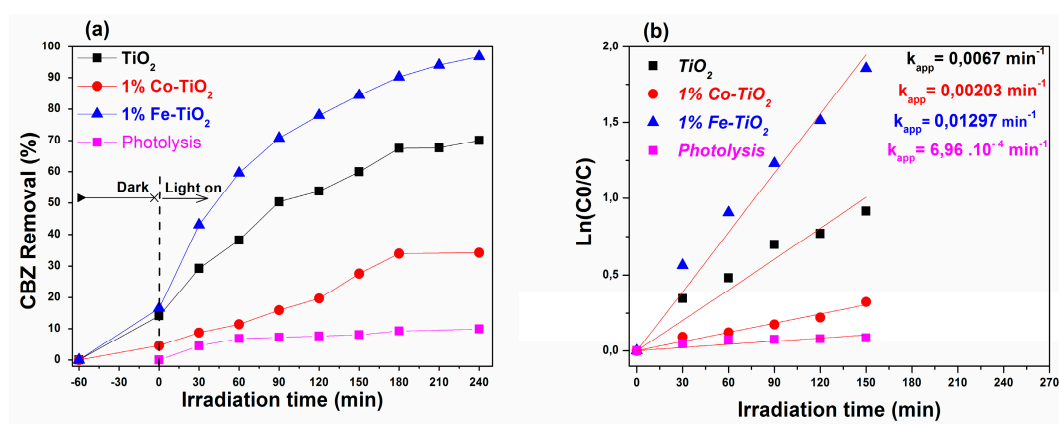 (a)
TiO2
1% Co-TiO2
1% Fe-TiO2
Photolysis
Dark
Light on
CBZ Removal (%)
100
90
80
70
60
50
40
30
20
10
0
-60
-30
0
30
60
90
120
150
180
210
240
Irradiation time (min)
(b)
TiO2
1% Co-TiO2
1% Fe-TiO2
Photolysis
kapp= 0,0067 min-1
kapp= 0,00203 min-1
kapp= 0,01297 min-1
kapp= 6,96 .10-4 min-1
Ln(C0/C)
2,0
1,5
1,0
0,5
0,0
0
30
60
90
120
150
180
210
240
270
Irradiation time (min)